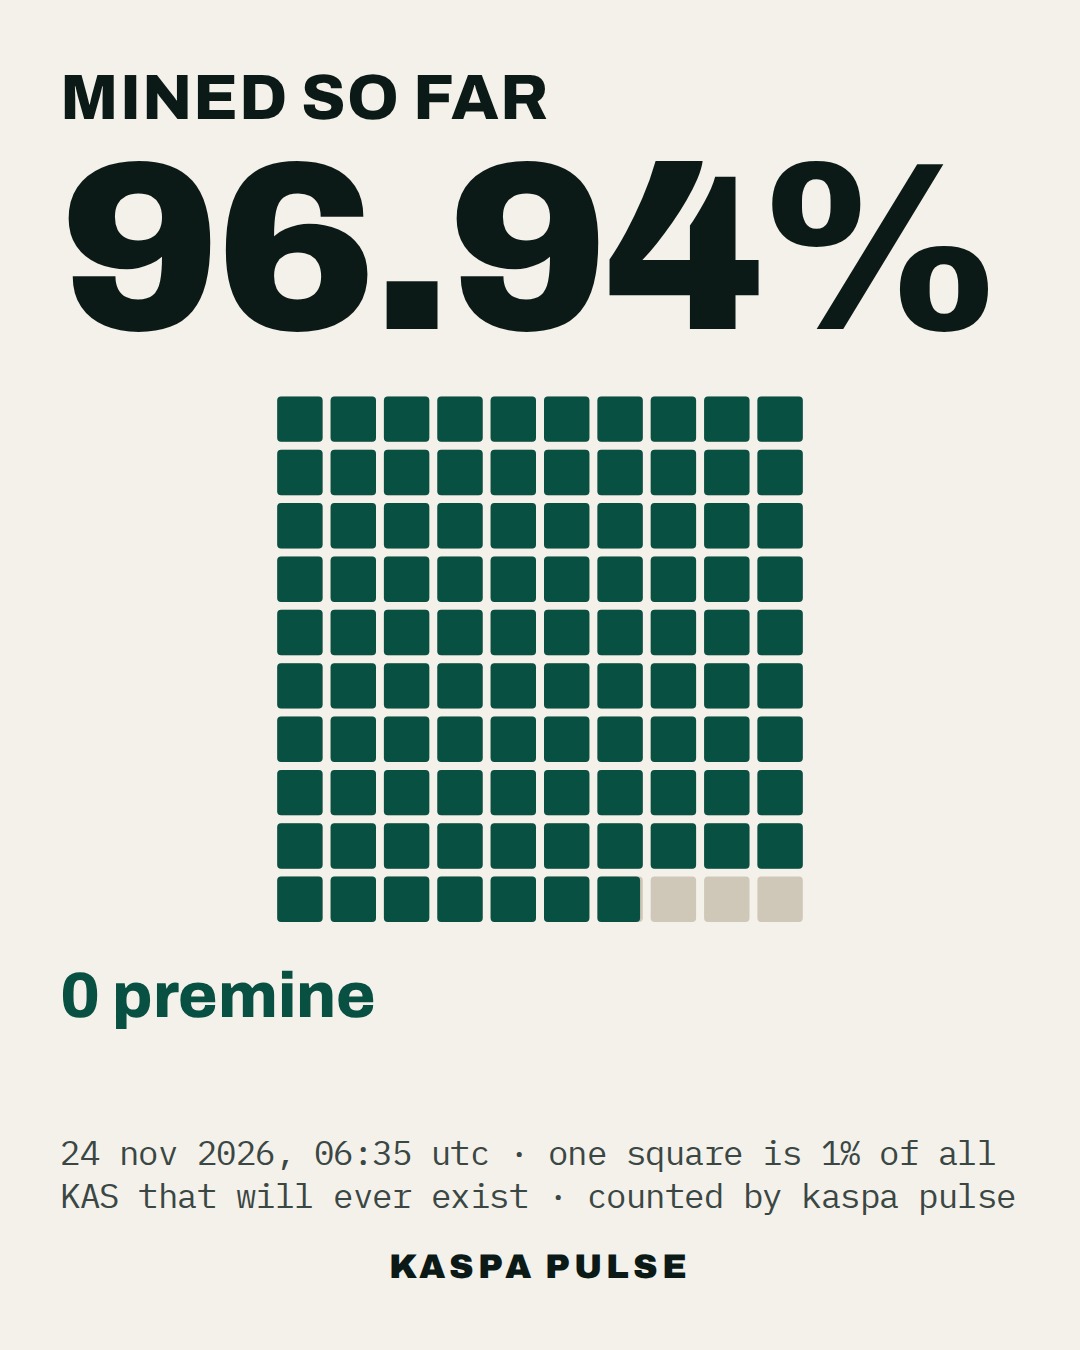 MINED SO FAR
96.94%
0 premine
24 nov 2026, 06:35 utc · one square is 1% of all
KAS that will ever exist · counted by kaspa pulse
KASPA PULSE